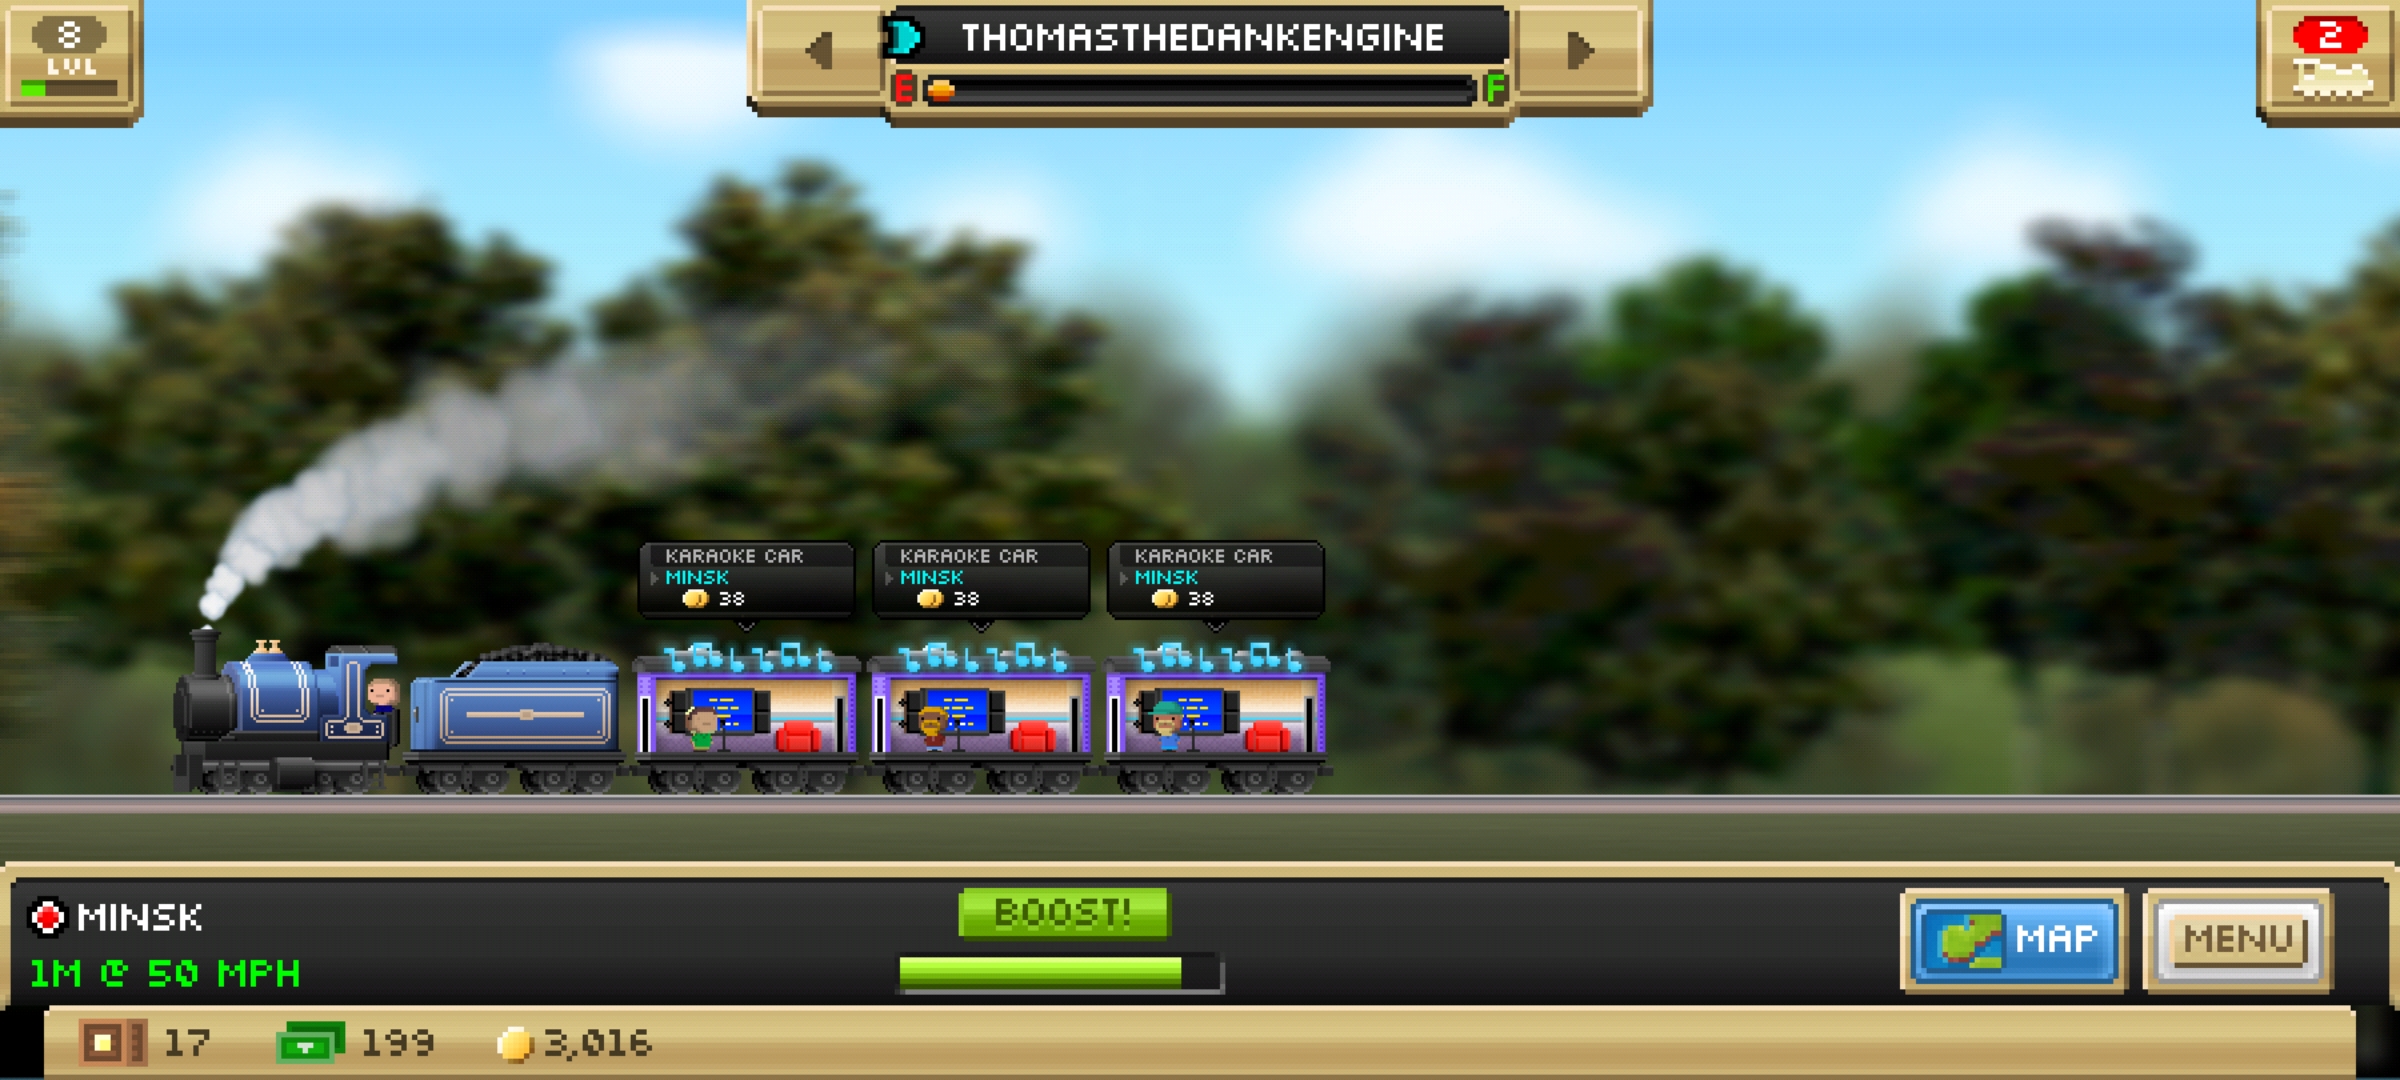 8
LVL
THOMASTHEDANKENGINE
E F
2
KARAOKE CAR
MINSK
38
KARAOKE CAR
MINSK
38
KARAOKE CAR
MINSK
38
MINSK
1M @ 50 MPH
BOOST!
MAP
MENU
17
199
3,016